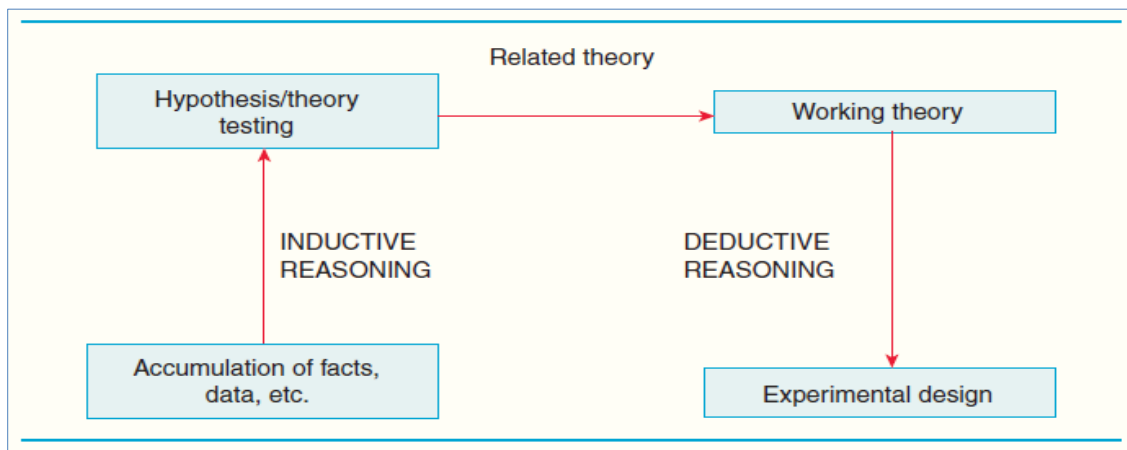 Related theory
Hypothesis/theory
testing
Working theory
INDUCTIVE
REASONING
DEDUCTIVE
REASONING
Accumulation of facts,
data, etc.
Experimental design